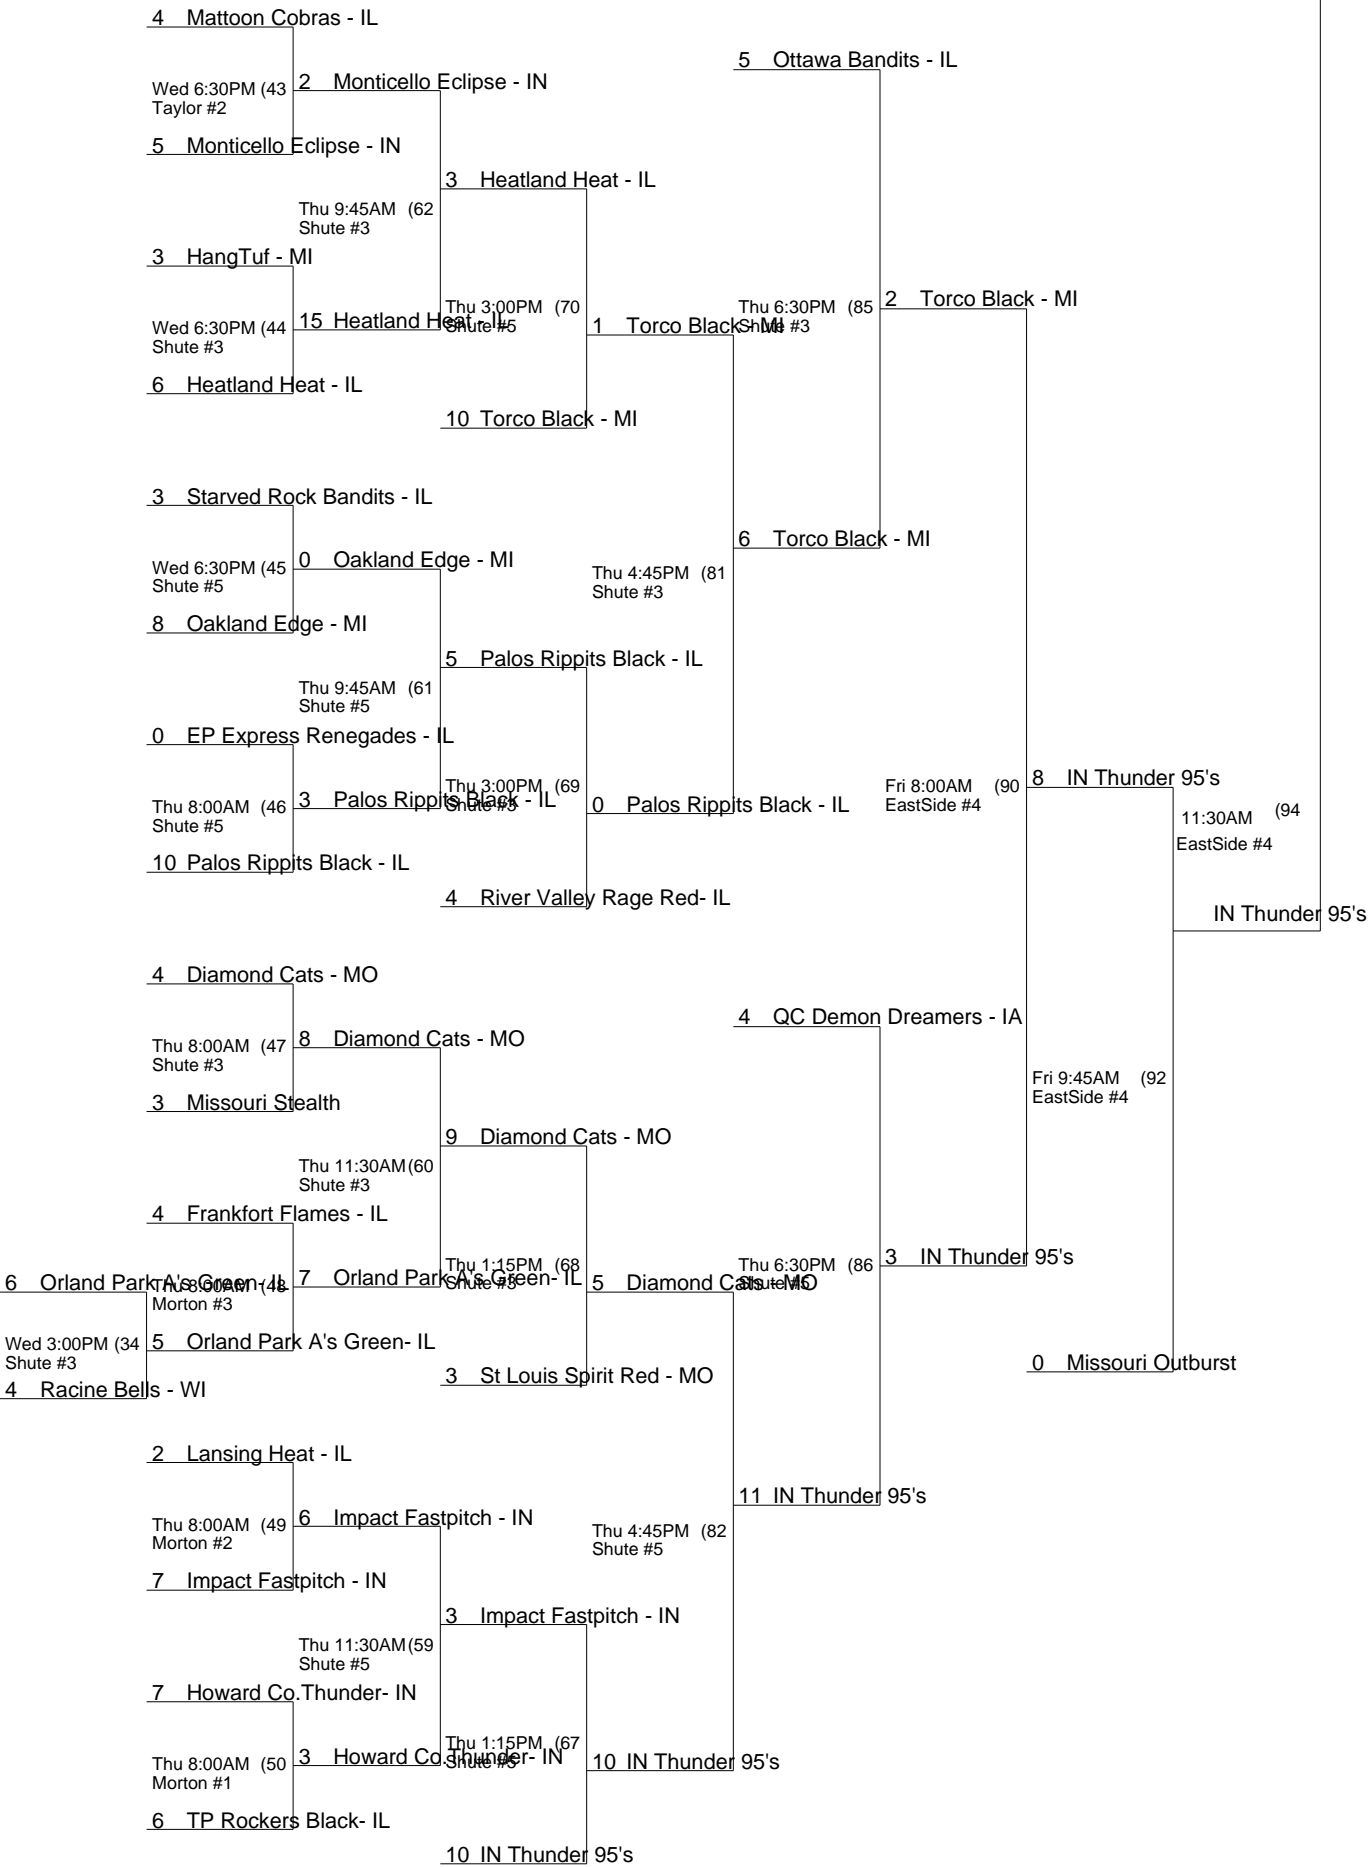 4 Mattoon Cobras - IL
5 Ottawa Bandits - IL
Wed 6:30PM (43
Taylor #2
2 Monticello Eclipse - IN
5 Monticello Eclipse - IN
3 Heatland Heat - IL
Thu 9:45AM (62
Shute #3
3 HangTuf - MI
Thu 3:00PM (70
Shute #5
Thu 6:30PM (85
Shute #3
2 Torco Black - MI
Wed 6:30PM (44
Shute #3
15 Heatland Heat - IL
1 Torco Black - MI
6 Heatland Heat - IL
10 Torco Black - MI
3 Starved Rock Bandits - IL
6 Torco Black - MI
Wed 6:30PM (45
Shute #5
0 Oakland Edge - MI
Thu 4:45PM (81
Shute #3
8 Oakland Edge - MI
5 Palos Rippits Black - IL
Thu 9:45AM (61
Shute #5
0 EP Express Renegades - IL
Thu 3:00PM (69
Shute #3
Fri 8:00AM (90
EastSide #4
8 IN Thunder 95's
Thu 8:00AM (46
Shute #5
3 Palos Rippits Black - IL
0 Palos Rippits Black - IL
11:30AM (94
EastSide #4
10 Palos Rippits Black - IL
4 River Valley Rage Red- IL
IN Thunder 95's
4 Diamond Cats - MO
4 QC Demon Dreamers - IA
Thu 8:00AM (47
Shute #3
8 Diamond Cats - MO
Fri 9:45AM (92
EastSide #4
3 Missouri Stealth
9 Diamond Cats - MO
Thu 11:30AM (60
Shute #3
4 Frankfort Flames - IL
Thu 1:15PM (68
Shute #3
Thu 6:30PM (86
Shute #5
3 IN Thunder 95's
6 Orland Park A's Green- IL
Thu 8:00AM (48
Morton #3
7 Orland Park A's Green- IL
5 Diamond Cats - MO
Wed 3:00PM (34
Shute #3
5 Orland Park A's Green- IL
0 Missouri Outburst
4 Racine Bells - WI
3 St Louis Spirit Red - MO
2 Lansing Heat - IL
11 IN Thunder 95's
Thu 8:00AM (49
Morton #2
6 Impact Fastpitch - IN
Thu 4:45PM (82
Shute #5
7 Impact Fastpitch - IN
3 Impact Fastpitch - IN
Thu 11:30AM (59
Shute #5
7 Howard Co.Thunder- IN
Thu 1:15PM (67
Shute #5
Thu 8:00AM (50
Morton #1
3 Howard Co.Thunder- IN
10 IN Thunder 95's
6 TP Rockers Black- IL
10 IN Thunder 95's